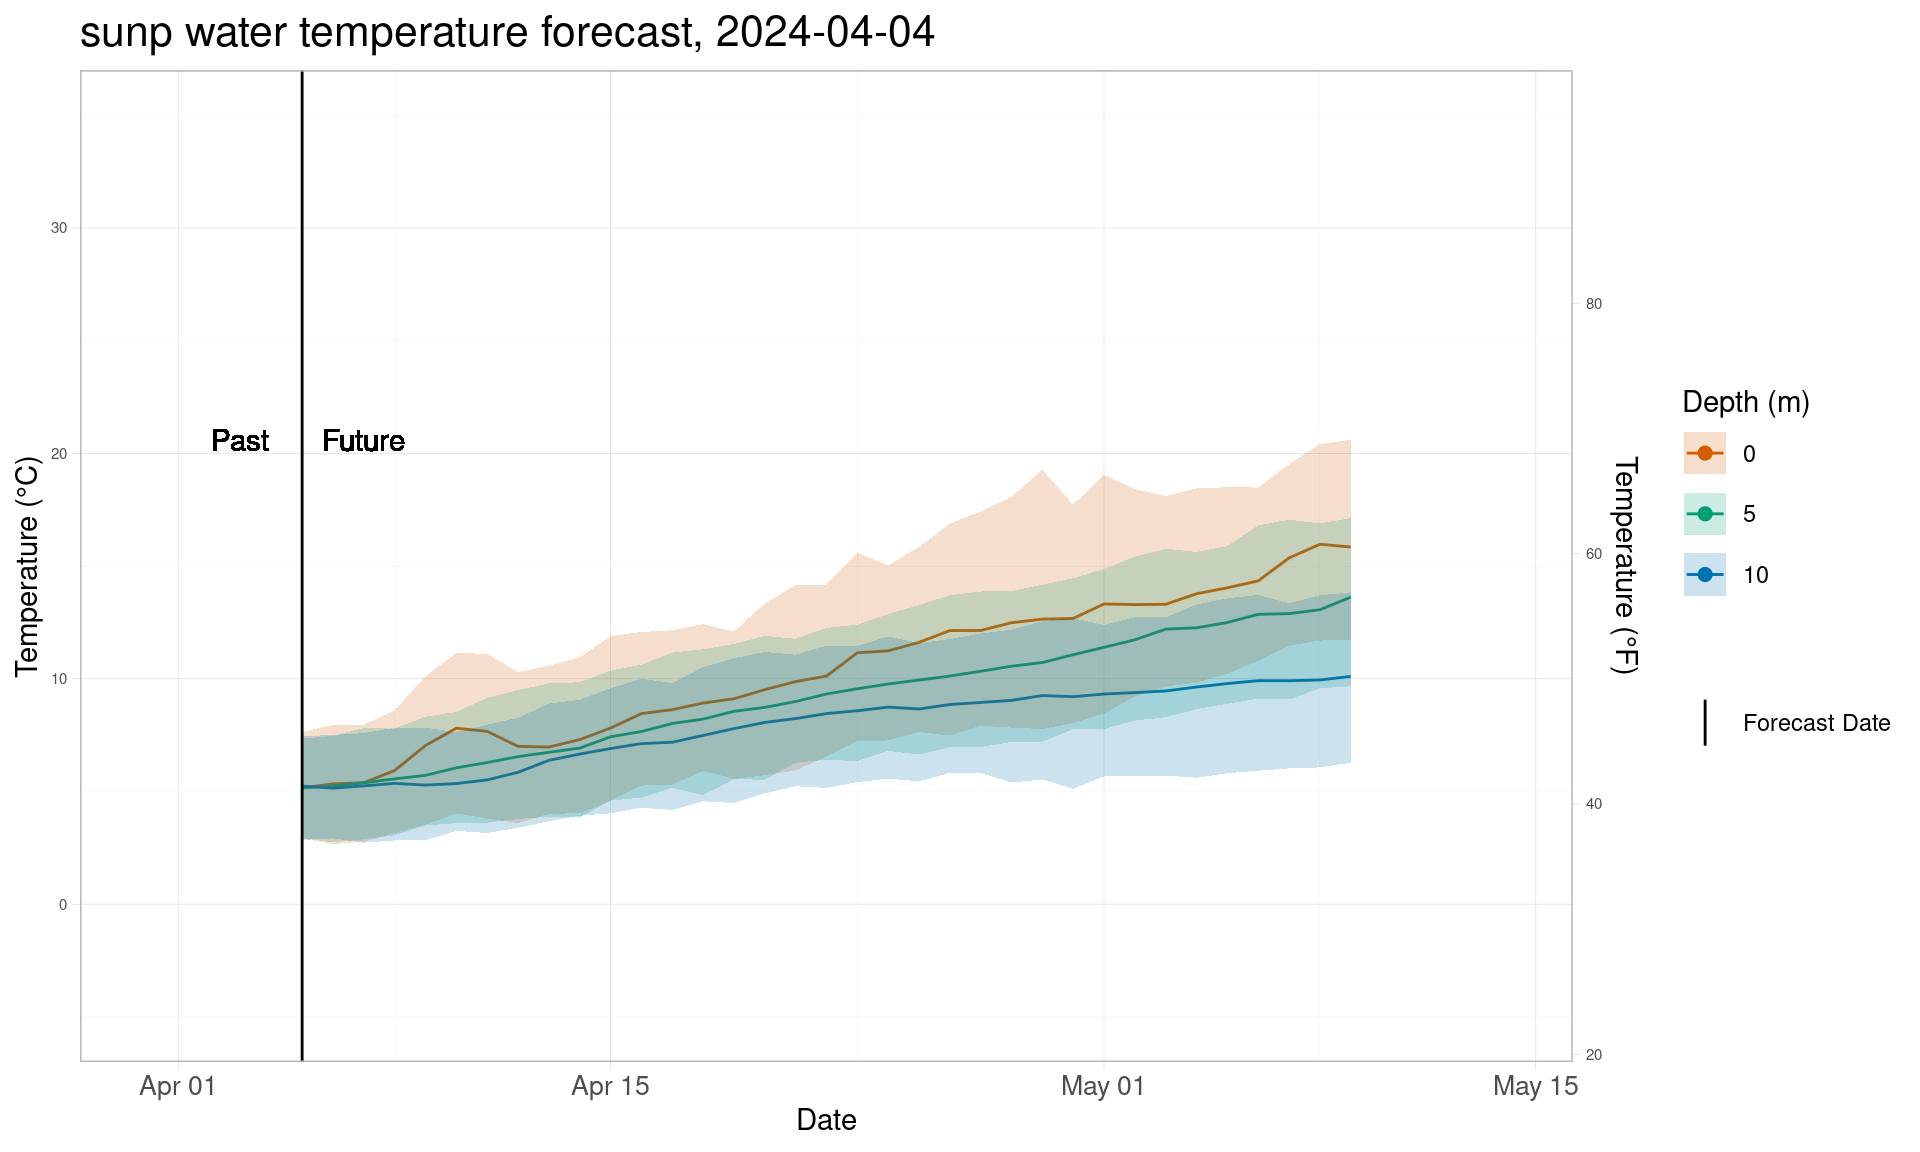 sunp water temperature forecast, 2024-04-04
30
20
10
0
Temperature (°C)
Past
Future
80
60
40
20
Temperature (°F)
Apr 01
Apr 15
May 01
May 15
Date
Depth (m)
0
5
10
Forecast Date